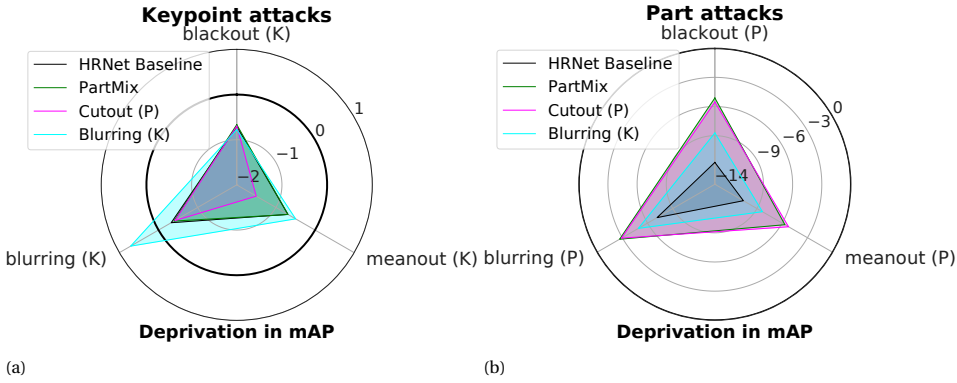 Keypoint attacks
blackout (K)
HRNet Baseline
PartMix
Cutout (P)
Blurring (K)
1
0
−1
−2
blurring (K)
meanout (K)
Deprivation in mAP
(a)
Part attacks
blackout (P)
HRNet Baseline
PartMix
Cutout (P)
Blurring (K)
0
−3
−6
−9
−14
blurring (P)
meanout (P)
Deprivation in mAP
(b)